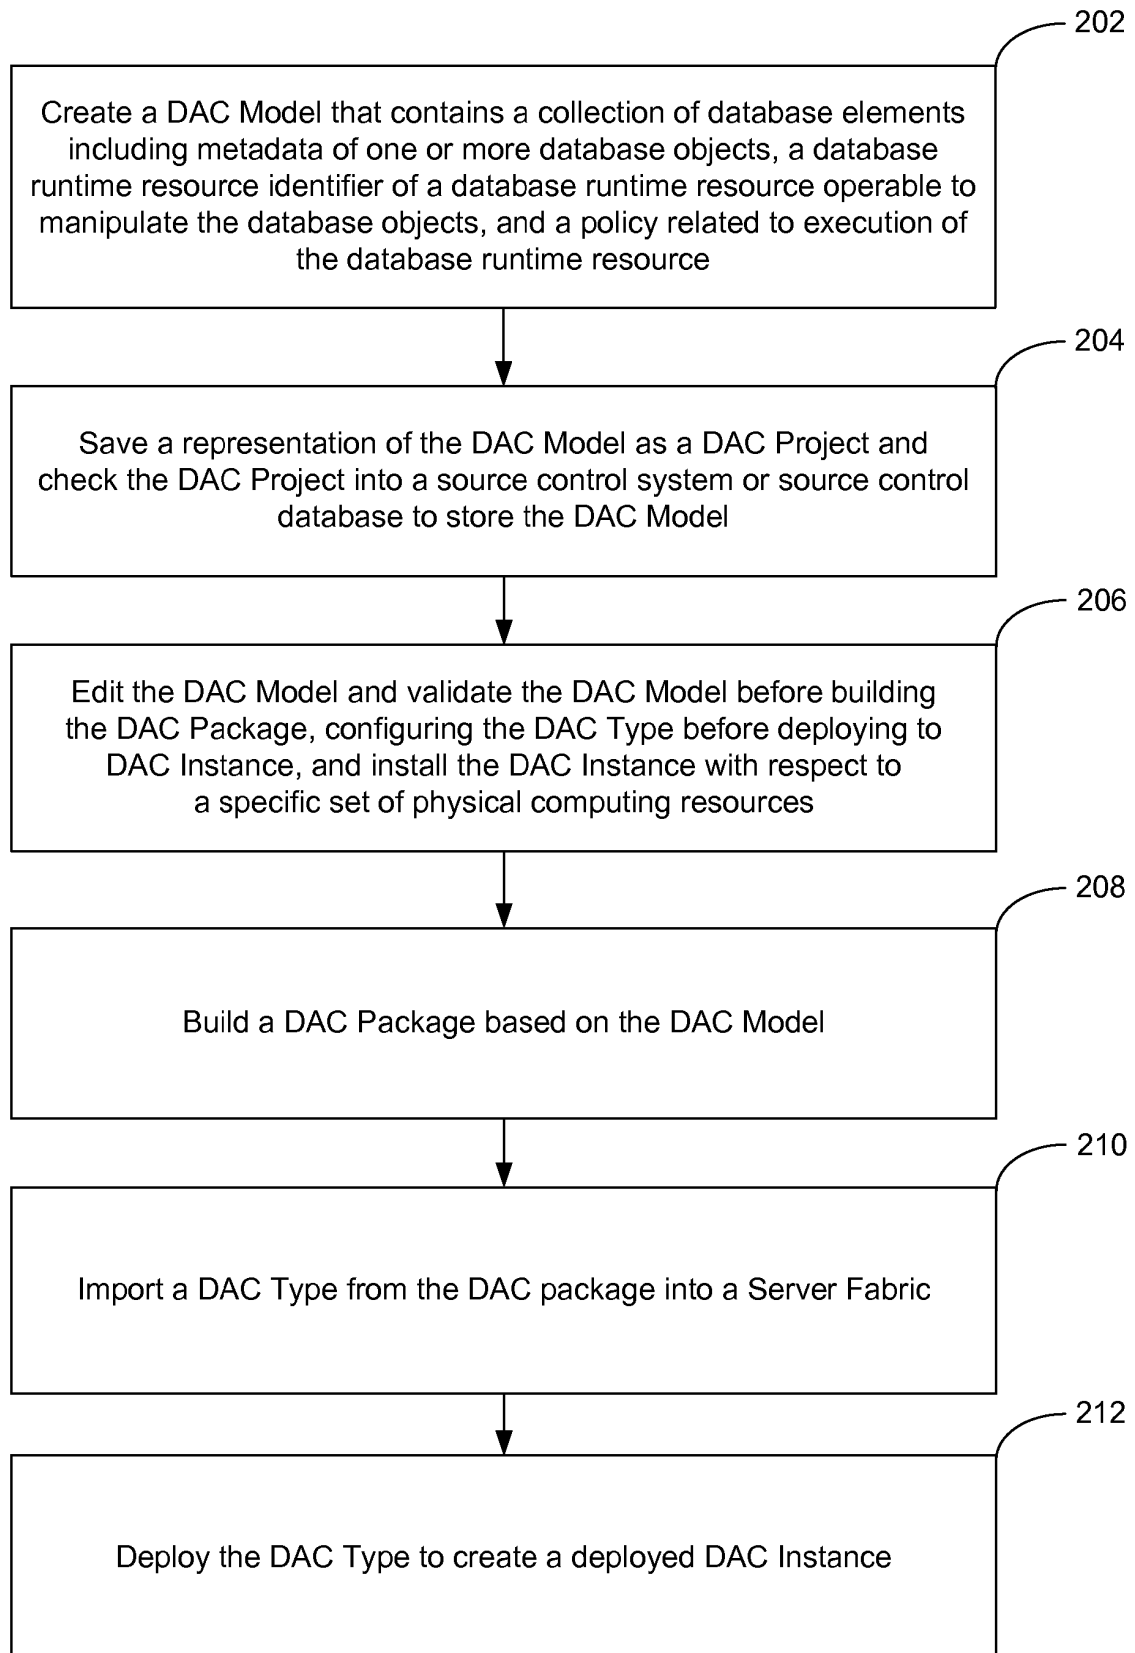 202
Create a DAC Model that contains a collection of database elements
including metadata of one or more database objects, a database
runtime resource identifier of a database runtime resource operable to
manipulate the database objects, and a policy related to execution of
the database runtime resource
204
Save a representation of the DAC Model as a DAC Project and
check the DAC Project into a source control system or source control
database to store the DAC Model
206
Edit the DAC Model and validate the DAC Model before building
the DAC Package, configuring the DAC Type before deploying to
DAC Instance, and install the DAC Instance with respect to
a specific set of physical computing resources
208
Build a DAC Package based on the DAC Model
210
Import a DAC Type from the DAC package into a Server Fabric
212
Deploy the DAC Type to create a deployed DAC Instance